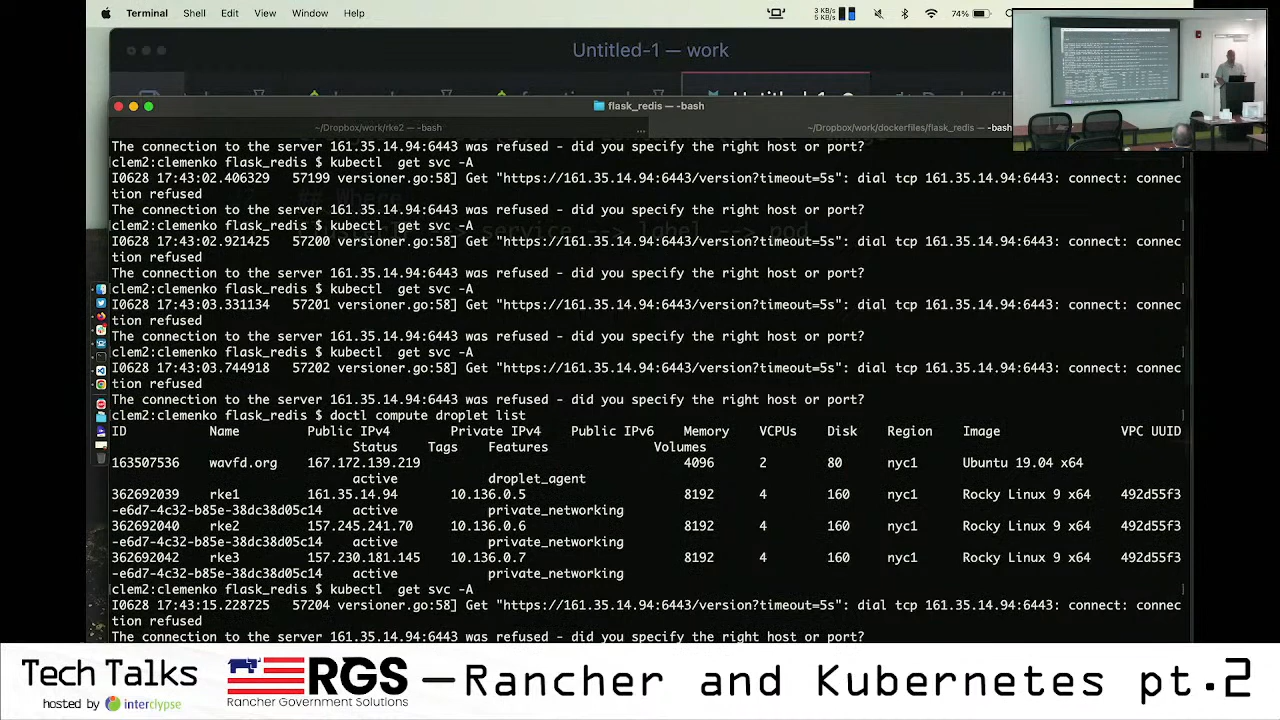 Terminal Shell Edit View Window Help
3 KB/s
5 KB/s
74%
Untitled-1 — work
flask_redis — -bash
~/Dropbox/work/rke2 — -bash
...
~/Dropbox/work/dockerfiles/flask_redis — -bash
The connection to the server 161.35.14.94:6443 was refused - did you specify the right host or port?
clem2:clemenko flask_redis $ kubectl  get svc -A
I0628 17:43:02.406329   57199 versioner.go:58] Get "https://161.35.14.94:6443/version?timeout=5s": dial tcp 161.35.14.94:6443: connect: connec
tion refused
## Where
The connection to the server 161.35.14.94:6443 was refused - did you specify the right host or port?
clem2:clemenko flask_redis $ kubectl  get svc -A
service --> label --> pod
I0628 17:43:02.921425   57200 versioner.go:58] Get "https://161.35.14.94:6443/version?timeout=5s": dial tcp 161.35.14.94:6443: connect: connec
tion refused
The connection to the server 161.35.14.94:6443 was refused - did you specify the right host or port?
clem2:clemenko flask_redis $ kubectl  get svc -A
I0628 17:43:03.331134   57201 versioner.go:58] Get "https://161.35.14.94:6443/version?timeout=5s": dial tcp 161.35.14.94:6443: connect: connec
tion refused
The connection to the server 161.35.14.94:6443 was refused - did you specify the right host or port?
clem2:clemenko flask_redis $ kubectl  get svc -A
I0628 17:43:03.744918   57202 versioner.go:58] Get "https://161.35.14.94:6443/version?timeout=5s": dial tcp 161.35.14.94:6443: connect: connec
tion refused
The connection to the server 161.35.14.94:6443 was refused - did you specify the right host or port?
clem2:clemenko flask_redis $ doctl compute droplet list
ID Name Public IPv4 Private IPv4 Public IPv6 Memory VCPUs Disk Region Image VPC UUID
Status Tags Features Volumes
163507536 wavfd.org 167.172.139.219 4096 2 80 nyc1 Ubuntu 19.04 x64
active droplet_agent
362692039 rke1 161.35.14.94 10.136.0.5 8192 4 160 nyc1 Rocky Linux 9 x64 492d55f3
-e6d7-4c32-b85e-38dc38d05c14 active private_networking
362692040 rke2 157.245.241.70 10.136.0.6 8192 4 160 nyc1 Rocky Linux 9 x64 492d55f3
-e6d7-4c32-b85e-38dc38d05c14 active private_networking
362692042 rke3 157.230.181.145 10.136.0.7 8192 4 160 nyc1 Rocky Linux 9 x64 492d55f3
-e6d7-4c32-b85e-38dc38d05c14 active private_networking
clem2:clemenko flask_redis $ kubectl  get svc -A
I0628 17:43:15.228725   57204 versioner.go:58] Get "https://161.35.14.94:6443/version?timeout=5s": dial tcp 161.35.14.94:6443: connect: connec
tion refused
The connection to the server 161.35.14.94:6443 was refused - did you specify the right host or port?
Tech Talks
hosted by interclypse
RGS
Rancher Government Solutions
—Rancher and Kubernetes pt.2